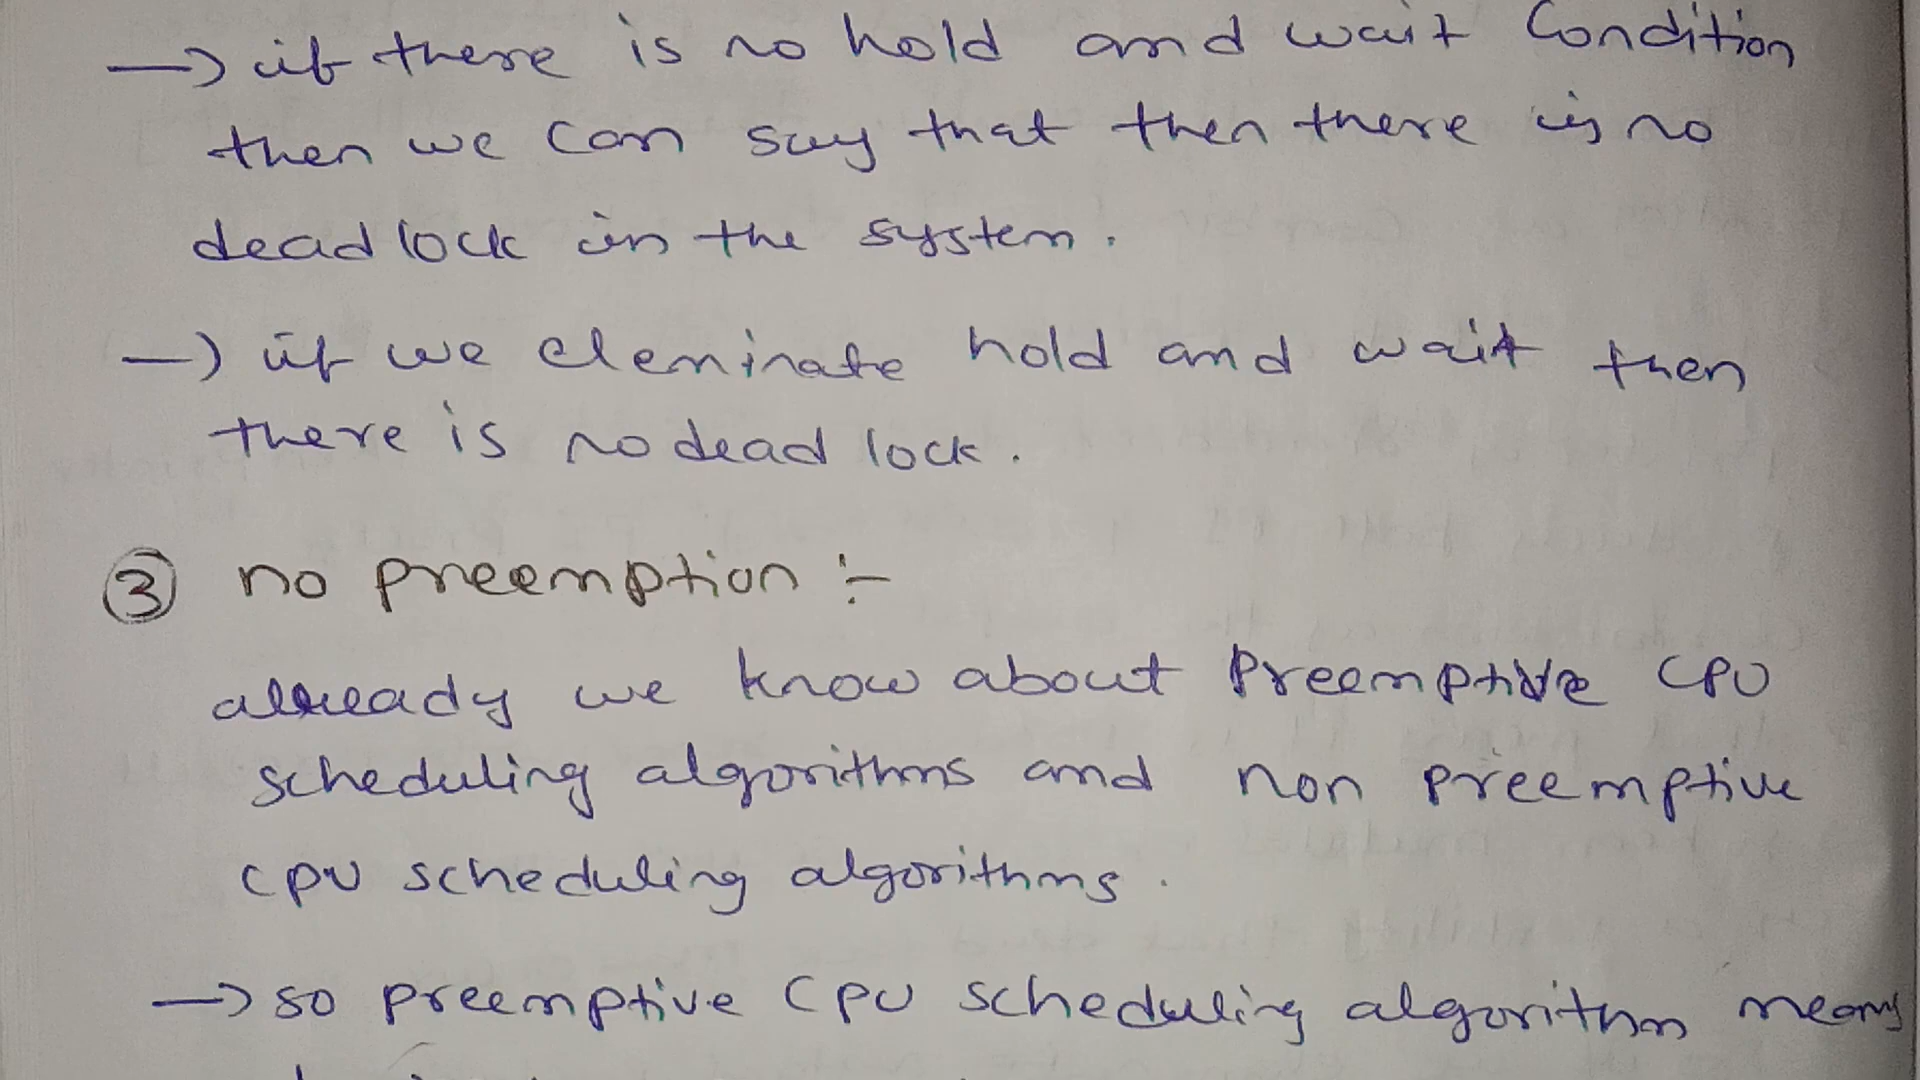 → if there is no hold and wait Condition
then we can say that then there is no
dead lock in the system.
→ if we eleminate hold and wait then
there is no dead lock.
③ no preemption :-
already we know about Preemptive CPU
scheduling algorithms and non preemptive
CPU scheduling algorithms.
→ so preemptive CPU scheduling algorithm means